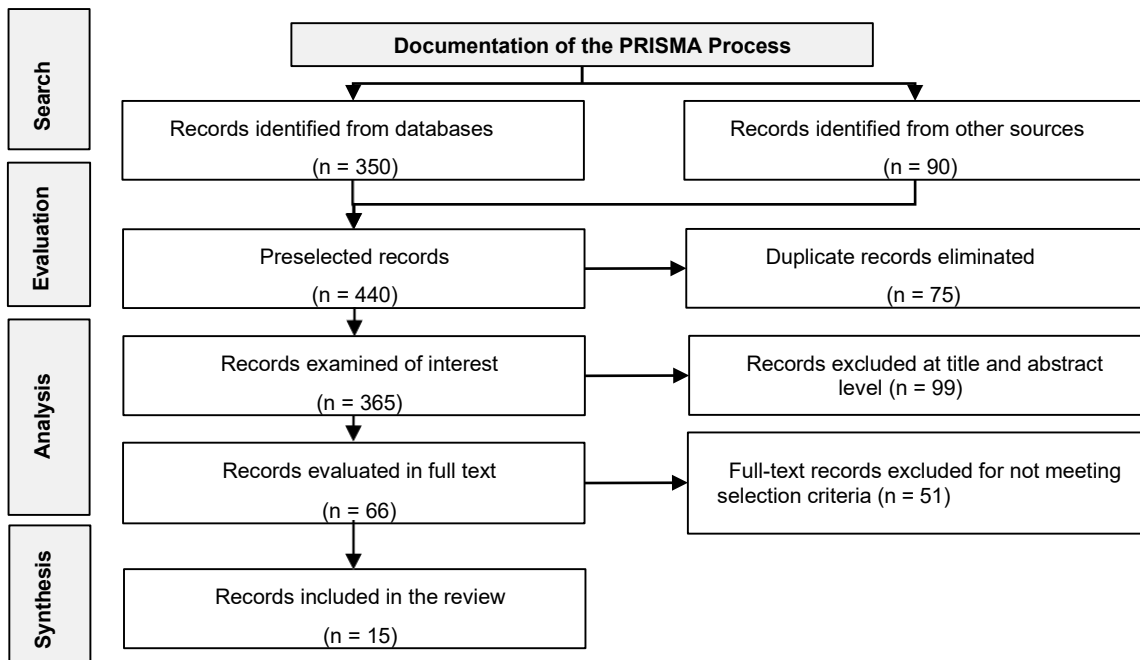 Search
Documentation of the PRISMA Process
Records identified from databases
(n = 350)
Records identified from other sources
(n = 90)
Evaluation
Preselected records
(n = 440)
Duplicate records eliminated
(n = 75)
Analysis
Records examined of interest
(n = 365)
Records excluded at title and abstract
level (n = 99)
Records evaluated in full text
(n = 66)
Full-text records excluded for not meeting
selection criteria (n = 51)
Synthesis
Records included in the review
(n = 15)